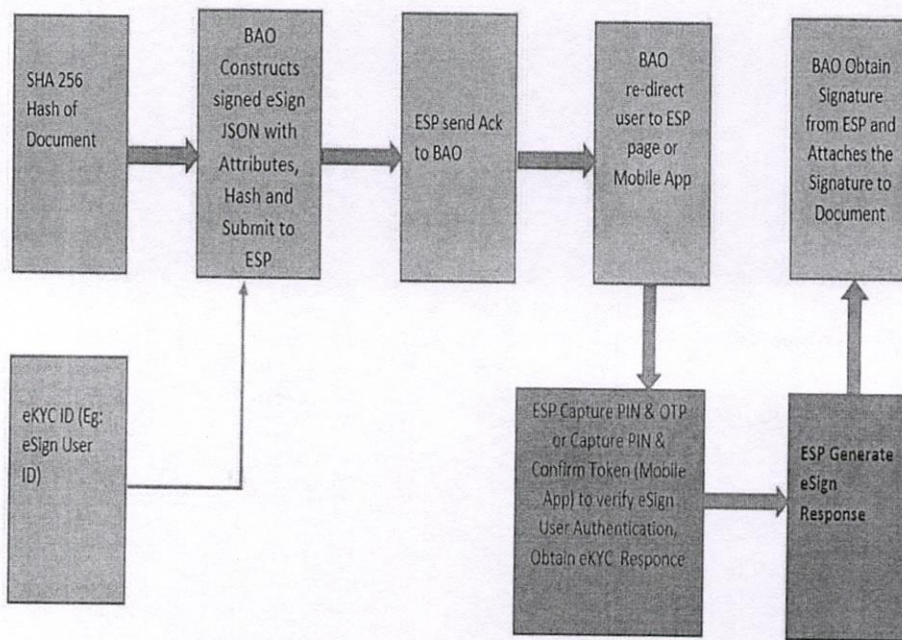 SHA 256
Hash of
Document
BAO
Constructs
signed eSign
JSON with
Attributes,
Hash and
Submit to
ESP
ESP send Ack
to BAO
BAO
re-direct
user to ESP
page or
Mobile App
BAO Obtain
Signature
from ESP and
Attaches the
Signature to
Document
eKYC ID (Eg:
eSign User
ID)
ESP Capture PIN & OTP
or Capture PIN &
Confirm Token (Mobile
App) to verify eSign
User Authentication,
Obtain eKYC Responce
ESP Generate
eSign
Response